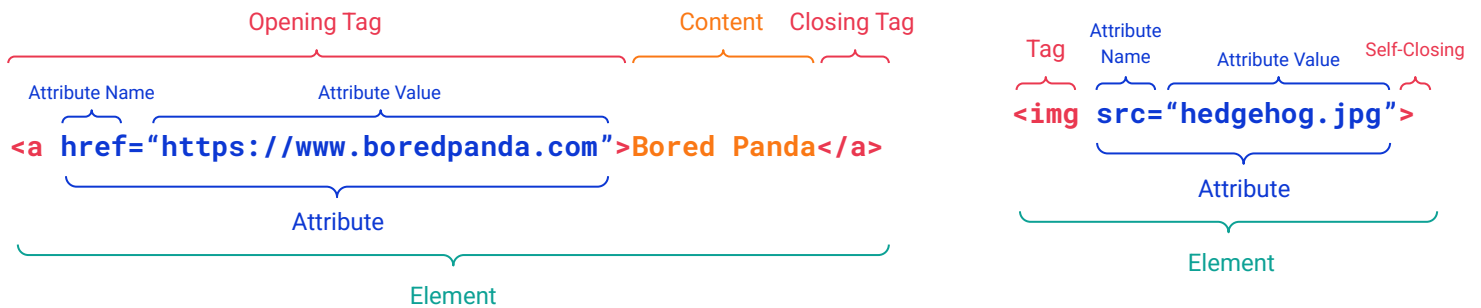 Opening Tag
Content
Closing Tag
Attribute Name
Attribute Value
<a href=“https://www.boredpanda.com”>Bored Panda</a>
Attribute
Element
Tag
Attribute
Name
Attribute Value
Self-Closing
<img src=“hedgehog.jpg”>
Attribute
Element